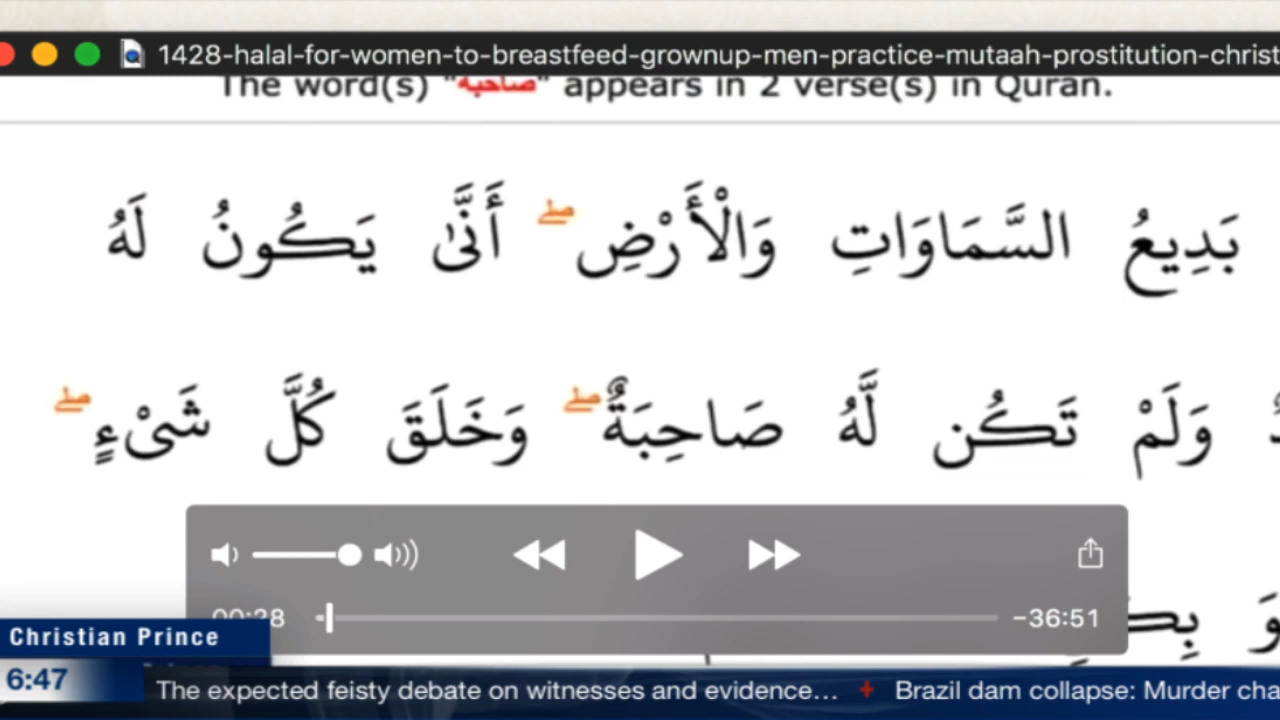 1428-halal-for-women-to-breastfeed-grownup-men-practice-mutaah-prostitution-christ
The word(s) "صاحبة" appears in 2 verse(s) in Quran.
بَدِيعُ السَّمَاوَاتِ وَالْأَرْضِ ۖ أَنَّىٰ يَكُونُ لَهُ
وَلَمْ تَكُن لَّهُ صَاحِبَةٌ ۖ وَخَلَقَ كُلَّ شَىْءٍ ۖ
00:28
-36:51
Christian Prince
6:47
The expected feisty debate on witnesses and evidence... + Brazil dam collapse: Murder cha